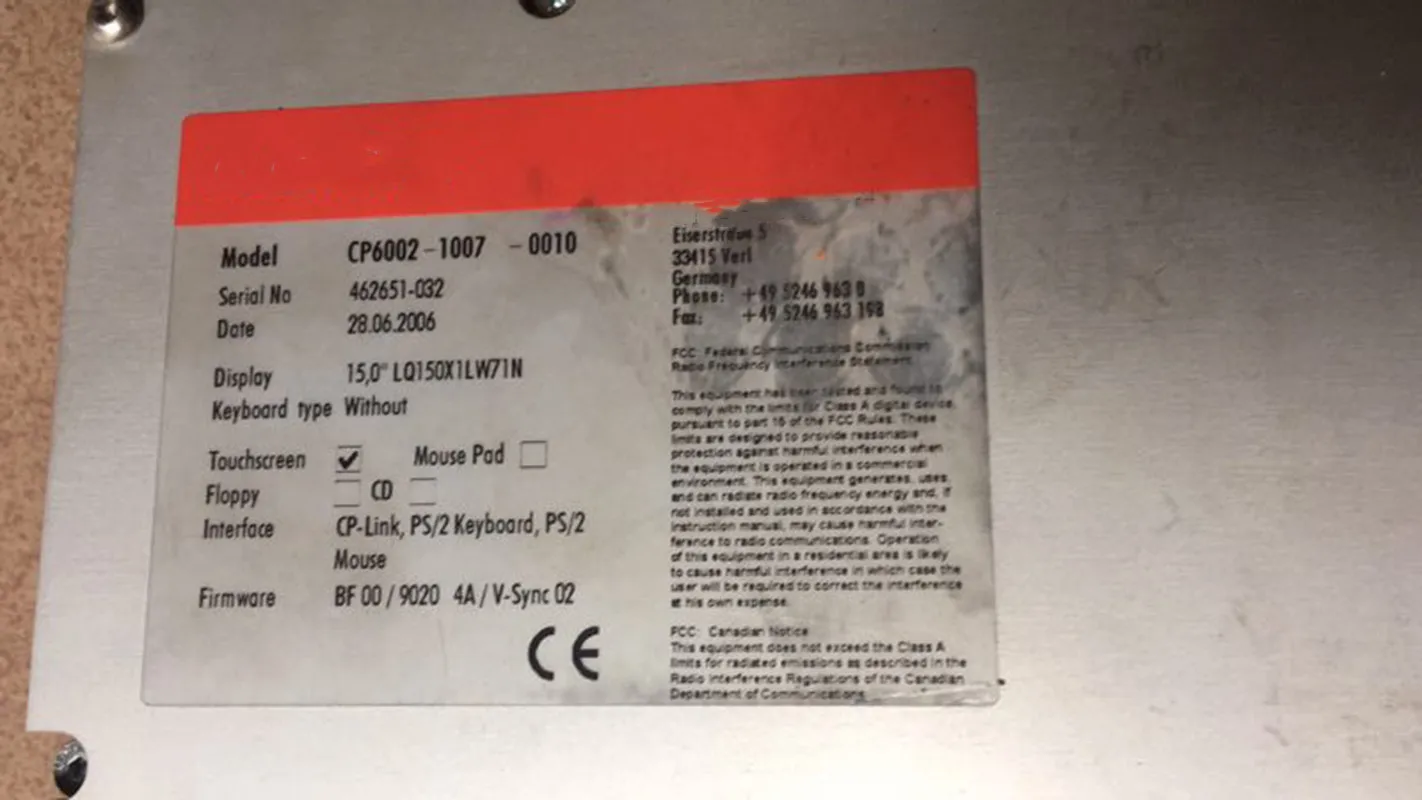 Model CP6002-1007 -0010
Serial No 462651-032
Date 28.06.2006
Display 15,0" LQ150X1LW71N
Keyboard type Without
Touchscreen Mouse Pad
Floppy CD
Interface CP-Link, PS/2 Keyboard, PS/2
Mouse
Firmware BF 00 / 9020 4A / V-Sync 02
CE
Eiserstraße 5
33415 Verl
Germany
Phone: +49 5246 963 0
Fax: +49 5246 963 198
FCC: Federal Communications Commission
Radio Frequency Interference Statement
This equipment has been tested and found to
comply with the limits for Class A digital device,
pursuant to part 15 of the FCC Rules. These
limits are designed to provide reasonable
protection against harmful interference when
the equipment is operated in a commercial
environment. This equipment generates, uses,
and can radiate radio frequency energy and, if
not installed and used in accordance with the
instruction manual, may cause harmful inter-
ference to radio communications. Operation
of this equipment in a residential area is likely
to cause harmful interference in which case the
user will be required to correct the interference
at his own expense.
FCC: Canadian Notice
This equipment does not exceed the Class A
limits for radiated emissions as described in the
Radio Interference Regulations of the Canadian
Department of Communications.